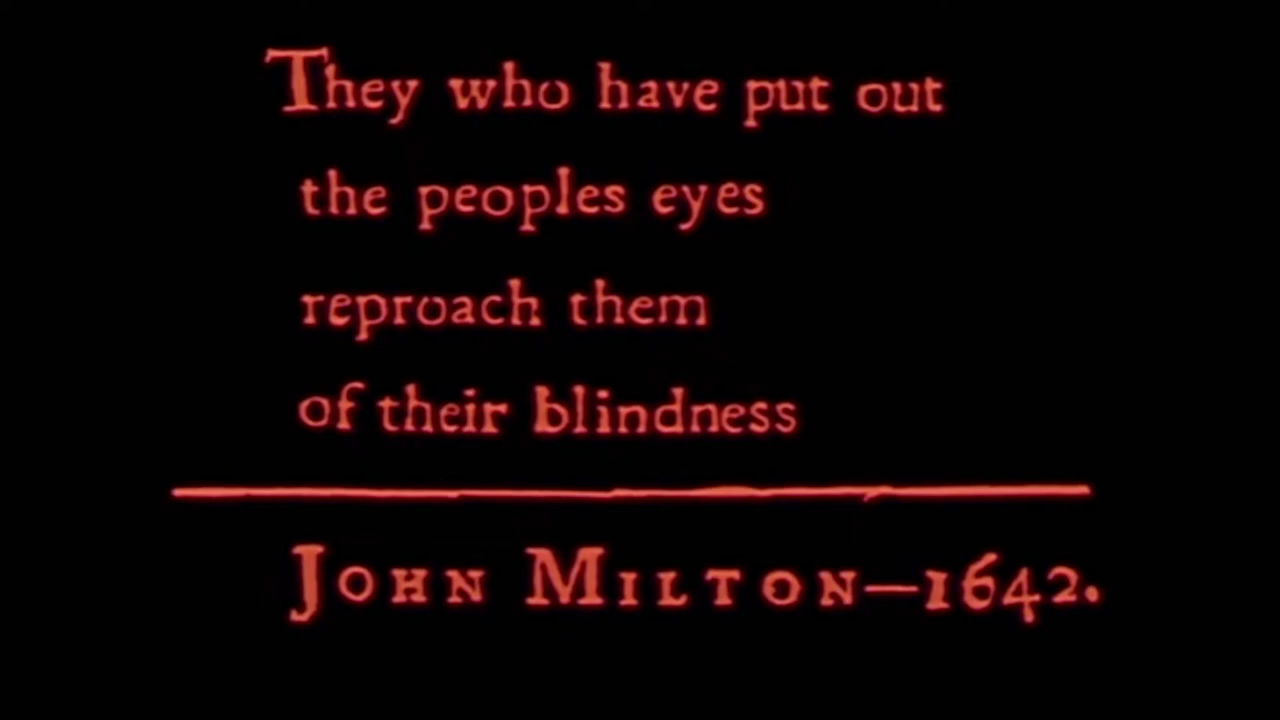 They who have put out
the peoples eyes
reproach them
of their blindness
John Milton—1642.